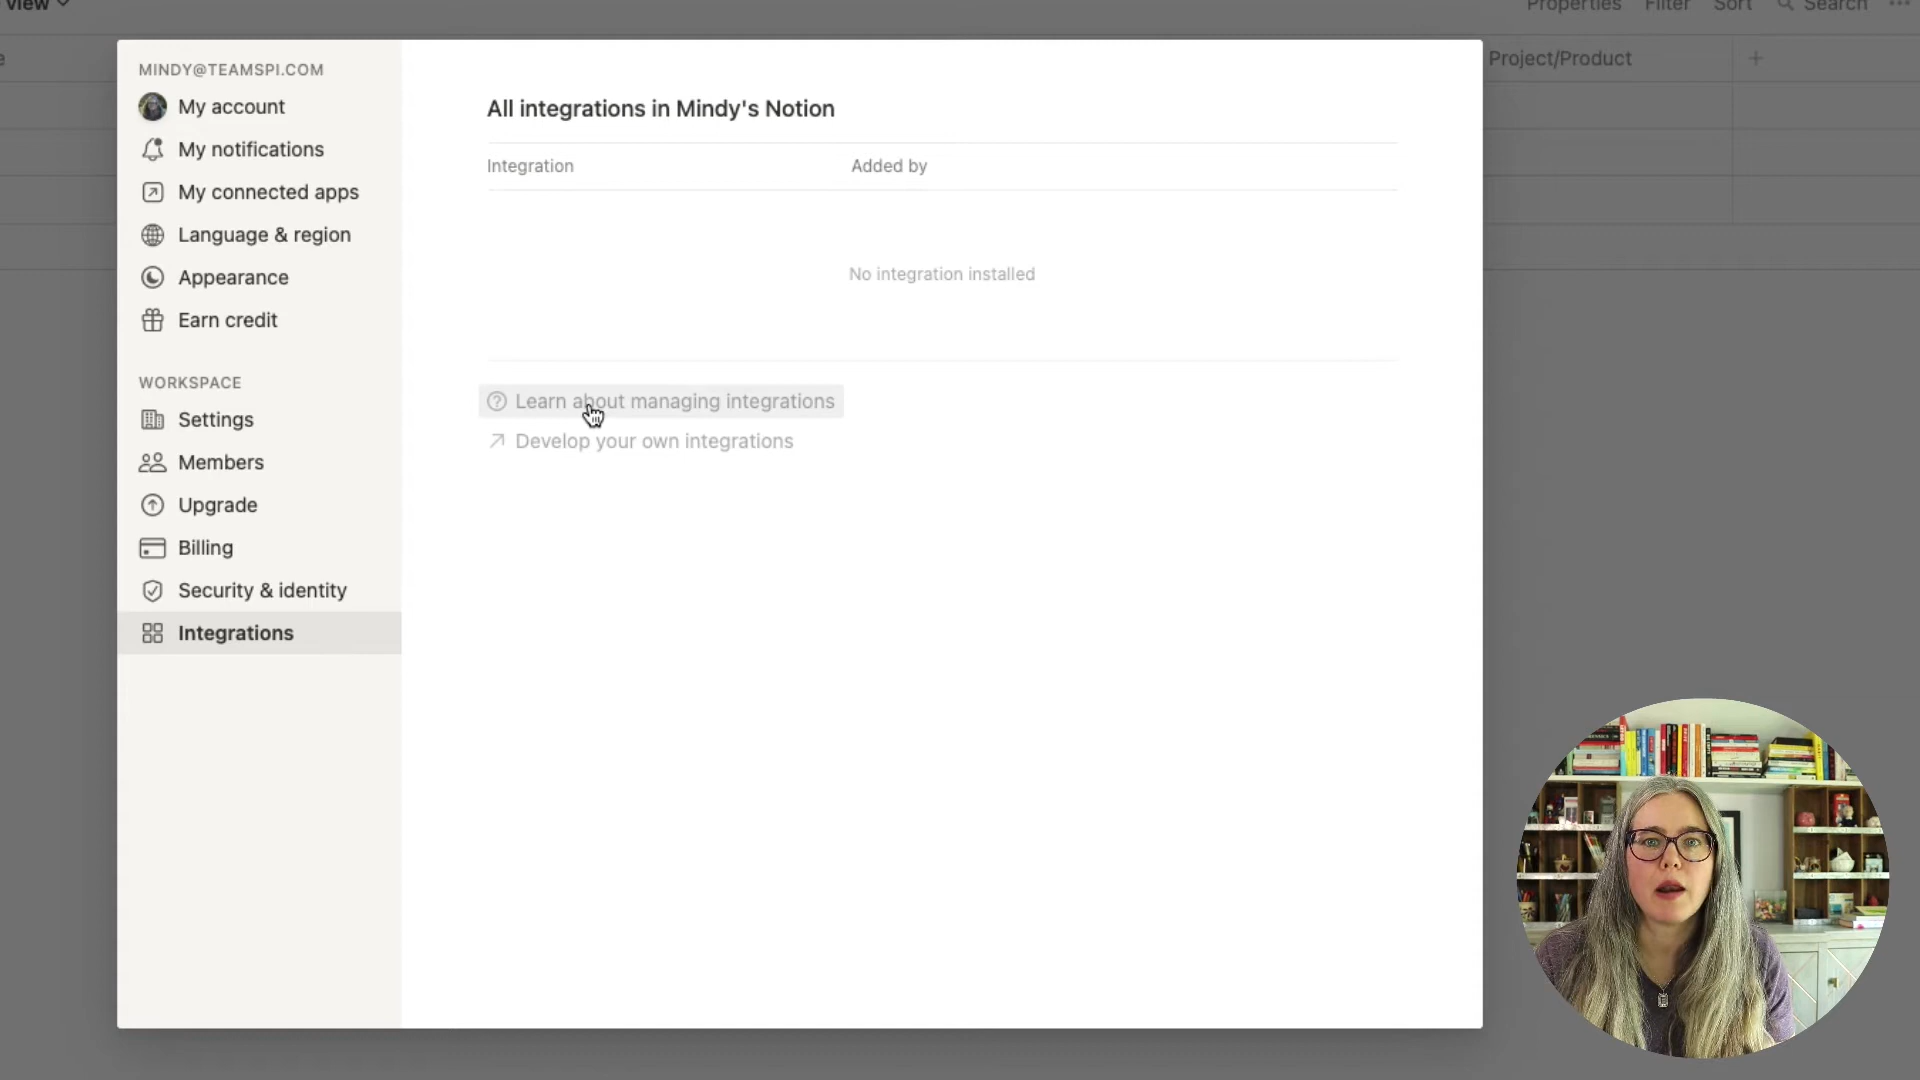 view
Properties Filter Sort Search
Project/Product
MINDY@TEAMSPI.COM
My account
My notifications
My connected apps
Language & region
Appearance
Earn credit
WORKSPACE
Settings
Members
Upgrade
Billing
Security & identity
Integrations
All integrations in Mindy's Notion
Integration Added by
No integration installed
Learn about managing integrations
Develop your own integrations